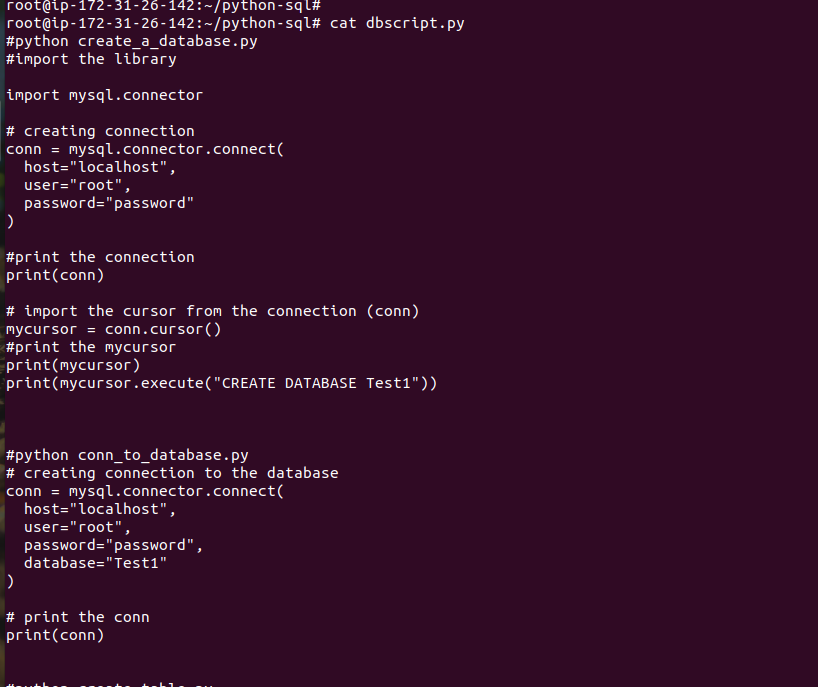 root@ip-172-31-26-142:~/python-sql#
root@ip-172-31-26-142:~/python-sql# cat dbscript.py
#python create_a_database.py
#import the library
import mysql.connector
# creating connection
conn = mysql.connector.connect(
  host="localhost",
  user="root",
  password="password"
)
#print the connection
print(conn)
# import the cursor from the connection (conn)
mycursor = conn.cursor()
#print the mycursor
print(mycursor)
print(mycursor.execute("CREATE DATABASE Test1"))
#python conn_to_database.py
# creating connection to the database
conn = mysql.connector.connect(
  host="localhost",
  user="root",
  password="password",
  database="Test1"
)
# print the conn
print(conn)
#python create_table.py